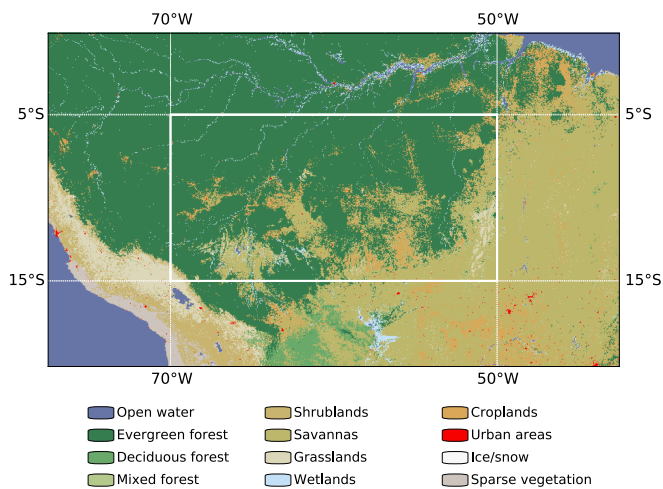 70°W 50°W
5°S 5°S
15°S 15°S
70°W 50°W
Open water Shrublands Croplands
Evergreen forest Savannas Urban areas
Deciduous forest Grasslands Ice/snow
Mixed forest Wetlands Sparse vegetation